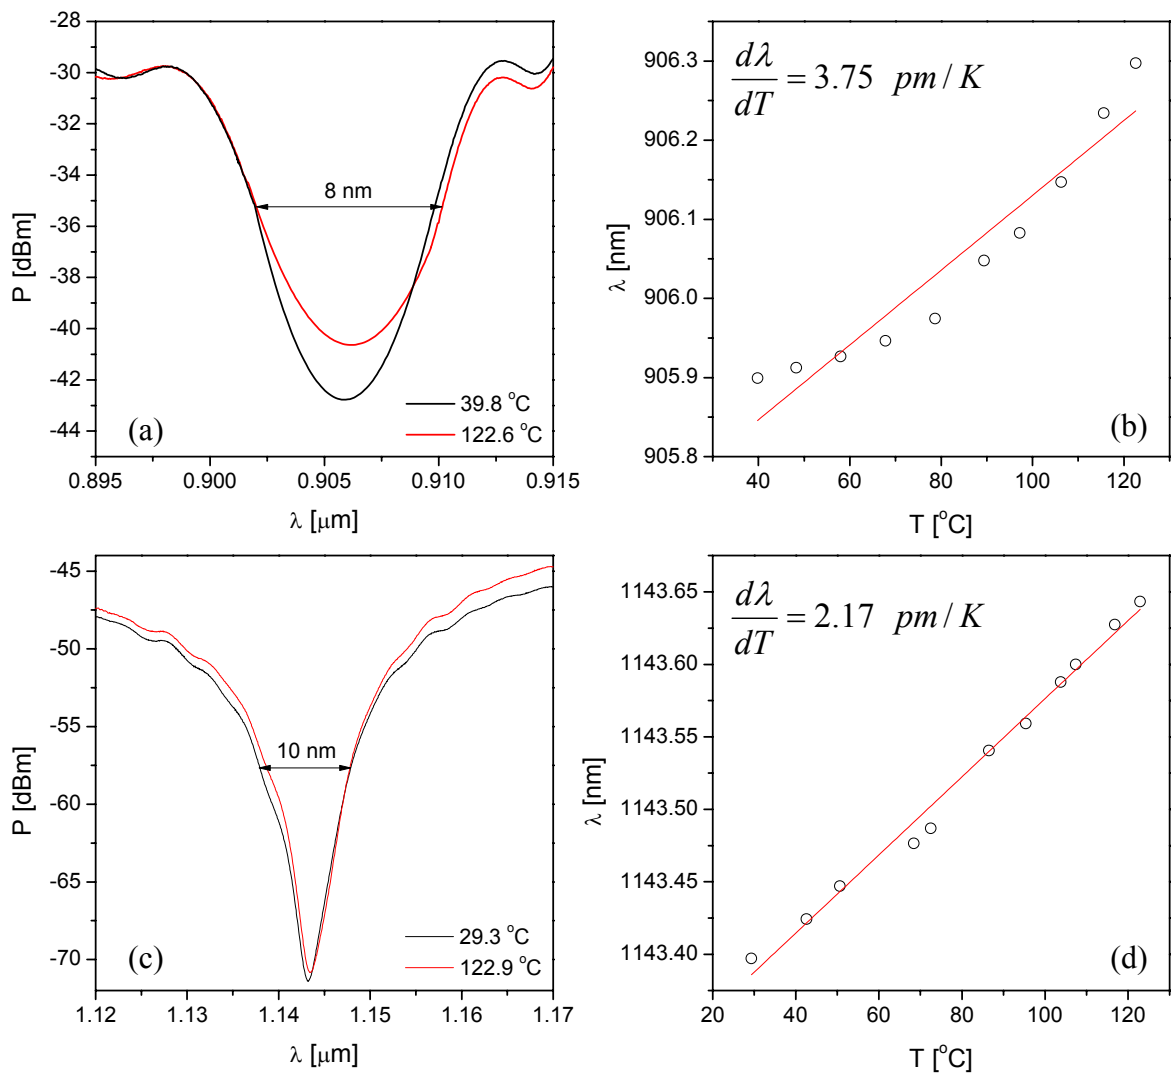 -28
-30
-32
-34
-36
-38
-40
-42
-44
P [dBm]
8 nm
39.8 °C
122.6 °C
(a)
0.895 0.900 0.905 0.910 0.915
λ [μm]
906.3
906.2
906.1
906.0
905.9
905.8
λ [nm]
dλ/dT = 3.75 pm/K
(b)
40 60 80 100 120
T [°C]
-45
-50
-55
-60
-65
-70
P [dBm]
10 nm
29.3 °C
122.9 °C
(c)
1.12 1.13 1.14 1.15 1.16 1.17
λ [μm]
1143.65
1143.60
1143.55
1143.50
1143.45
1143.40
λ [nm]
dλ/dT = 2.17 pm/K
(d)
20 40 60 80 100 120
T [°C]